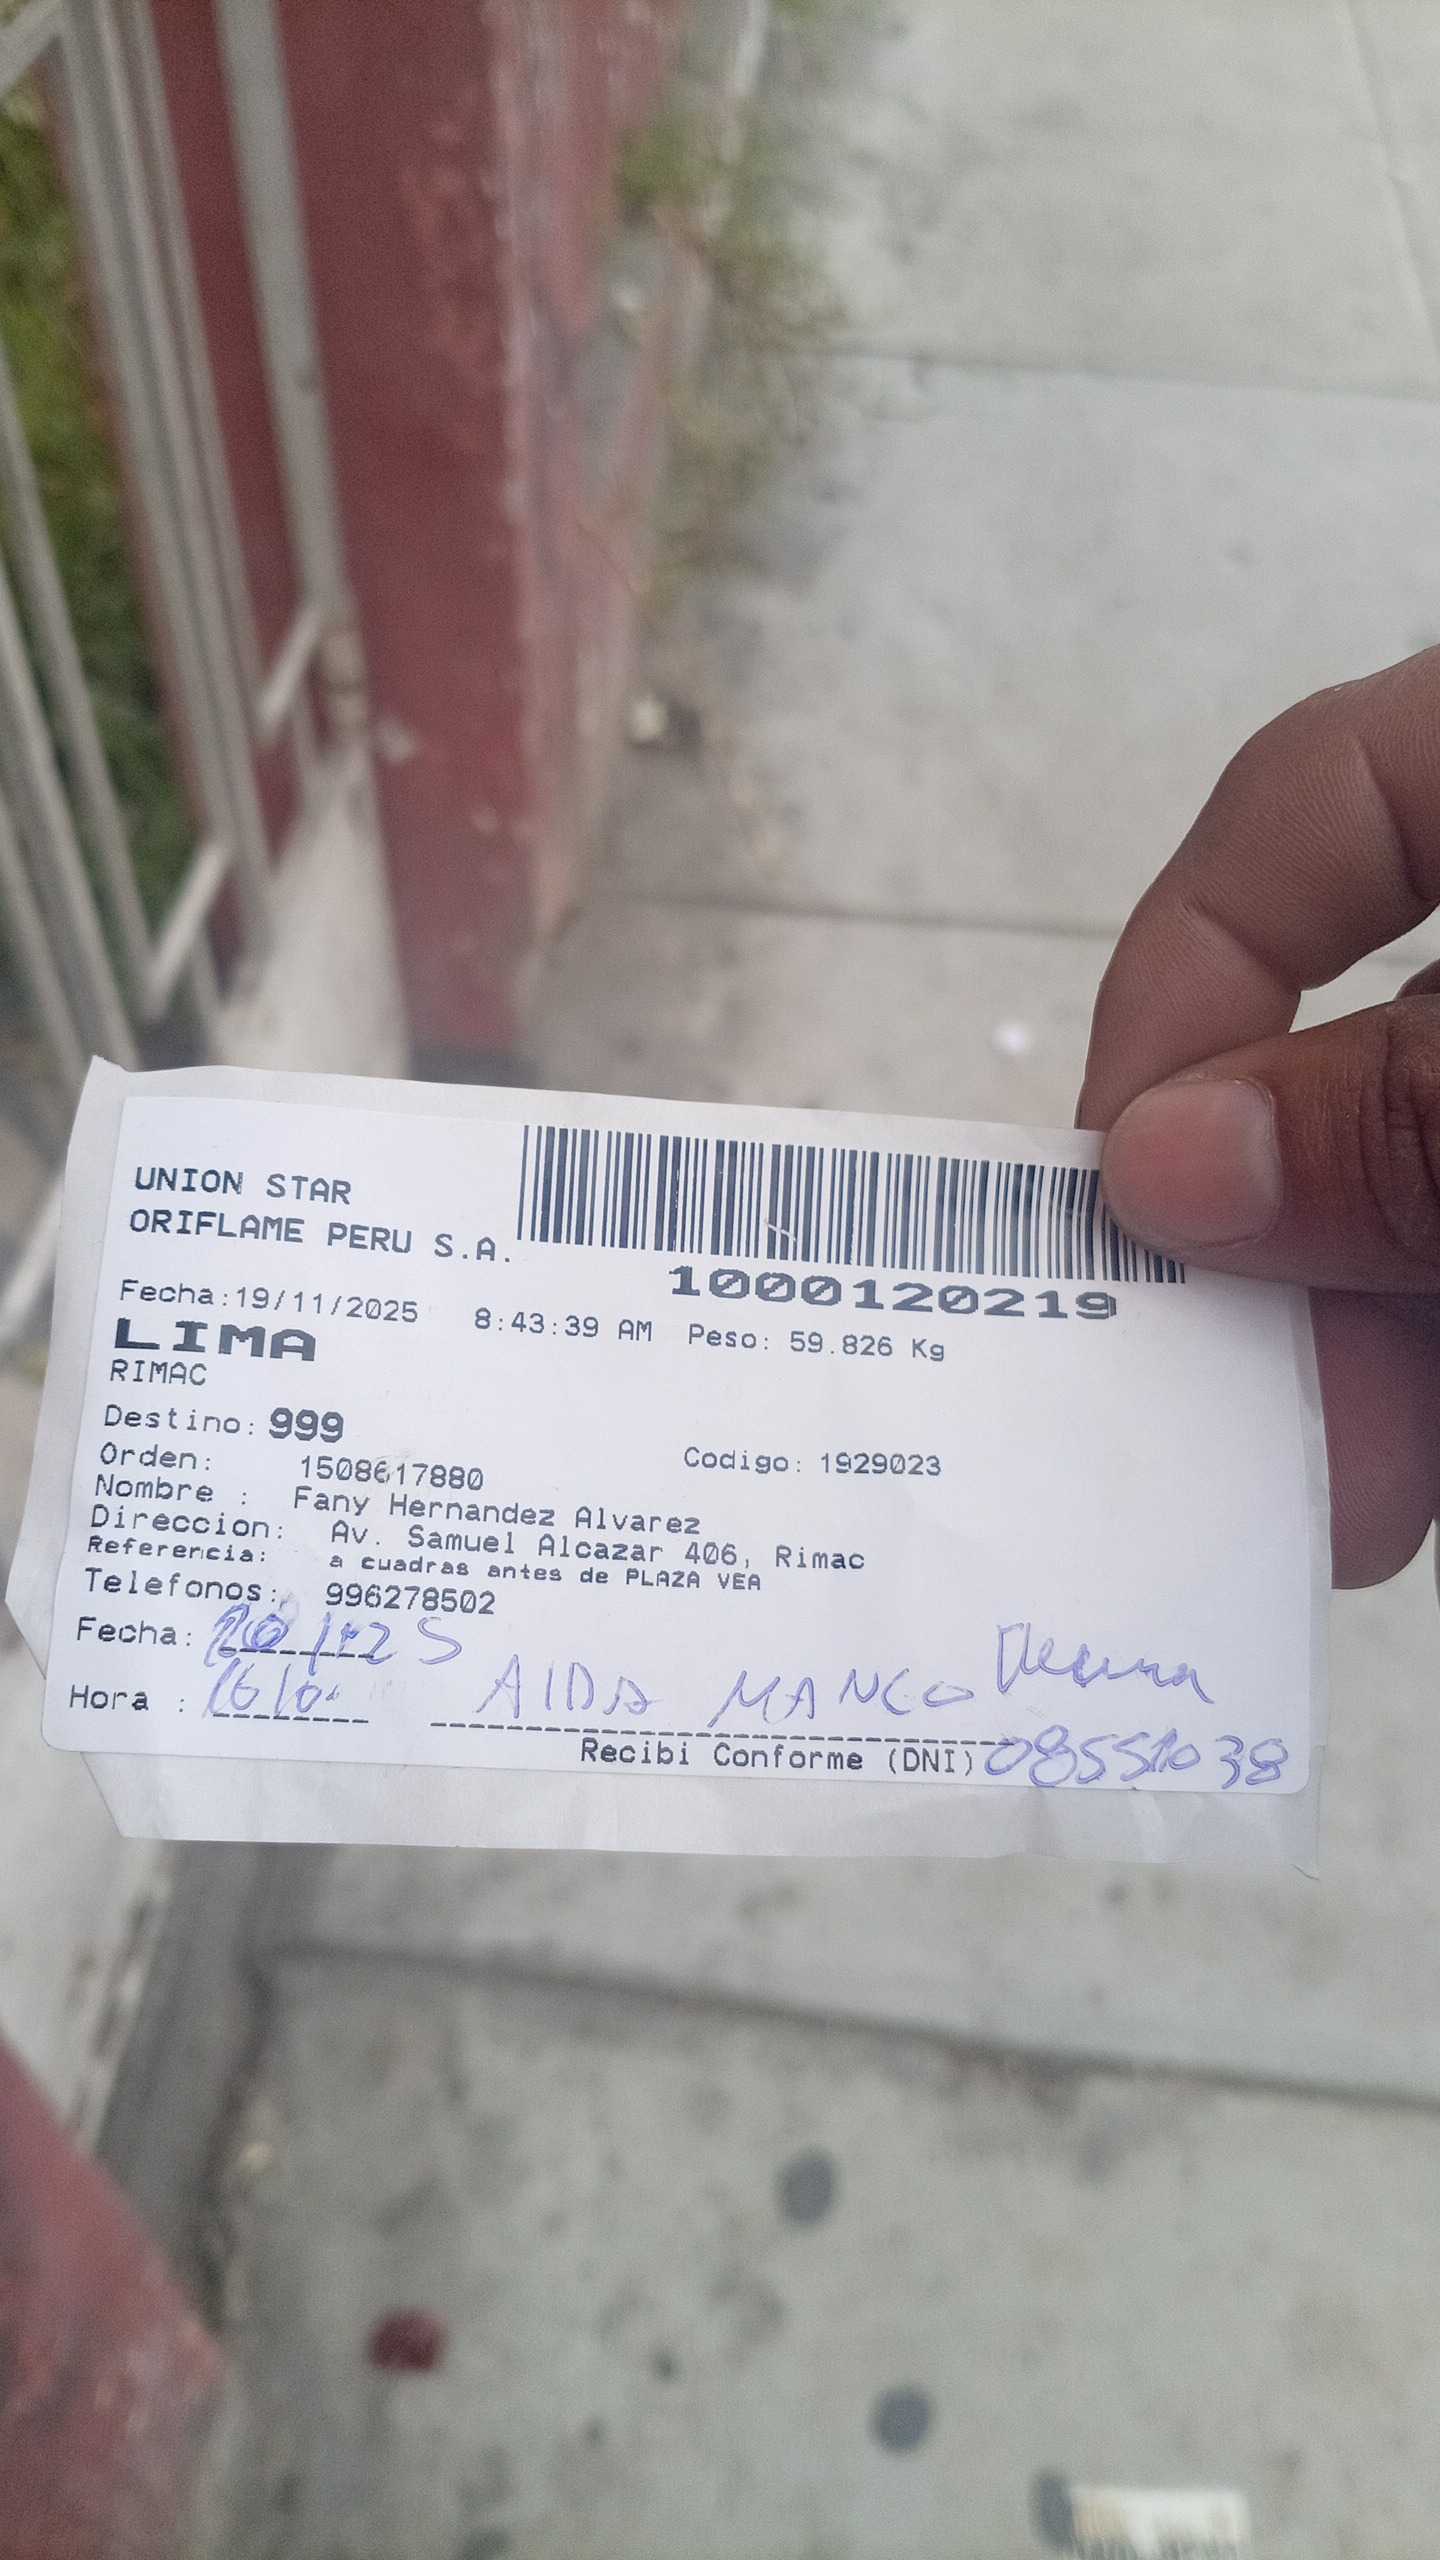 UNION STAR
ORIFLAME PERU S.A.
1000120219
Fecha:19/11/2025 8:43:39 AM Peso: 59.826 Kg
LIMA
RIMAC
Destino: 999
Orden: 1508617880 Codigo: 1929023
Nombre : Fany Hernandez Alvarez
Direccion: Av. Samuel Alcazar 406, Rimac
Referencia: a cuadras antes de PLAZA VEA
Telefonos: 996278502
Fecha:
Hora : AIDA MANCO
Recibi Conforme (DNI)